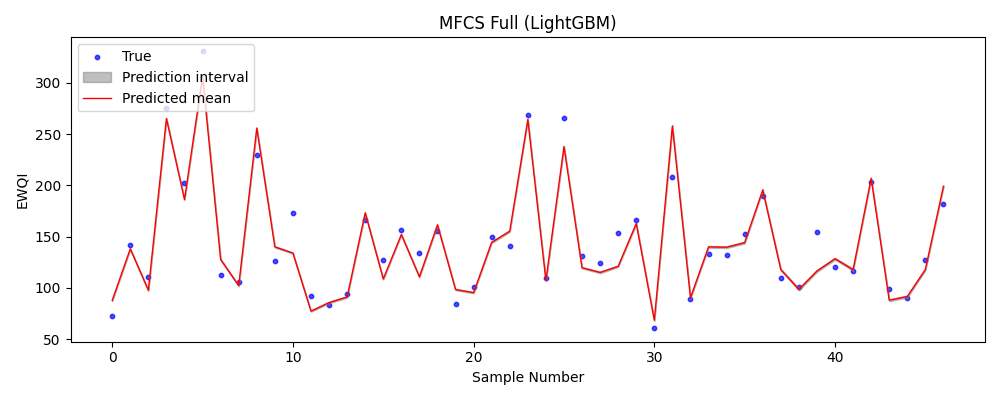 MFCS Full (LightGBM)
True
Prediction interval
Predicted mean
300
250
200
150
100
50
EWQI
0
10
20
30
40
Sample Number